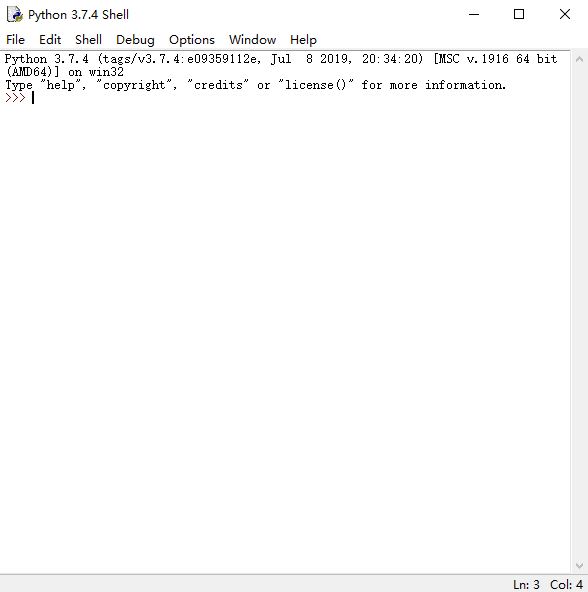 Python 3.7.4 Shell
File Edit Shell Debug Options Window Help
Python 3.7.4 (tags/v3.7.4:e09359112e, Jul  8 2019, 20:34:20) [MSC v.1916 64 bit
(AMD64)] on win32
Type "help", "copyright", "credits" or "license()" for more information.
>>>
Ln: 3 Col: 4